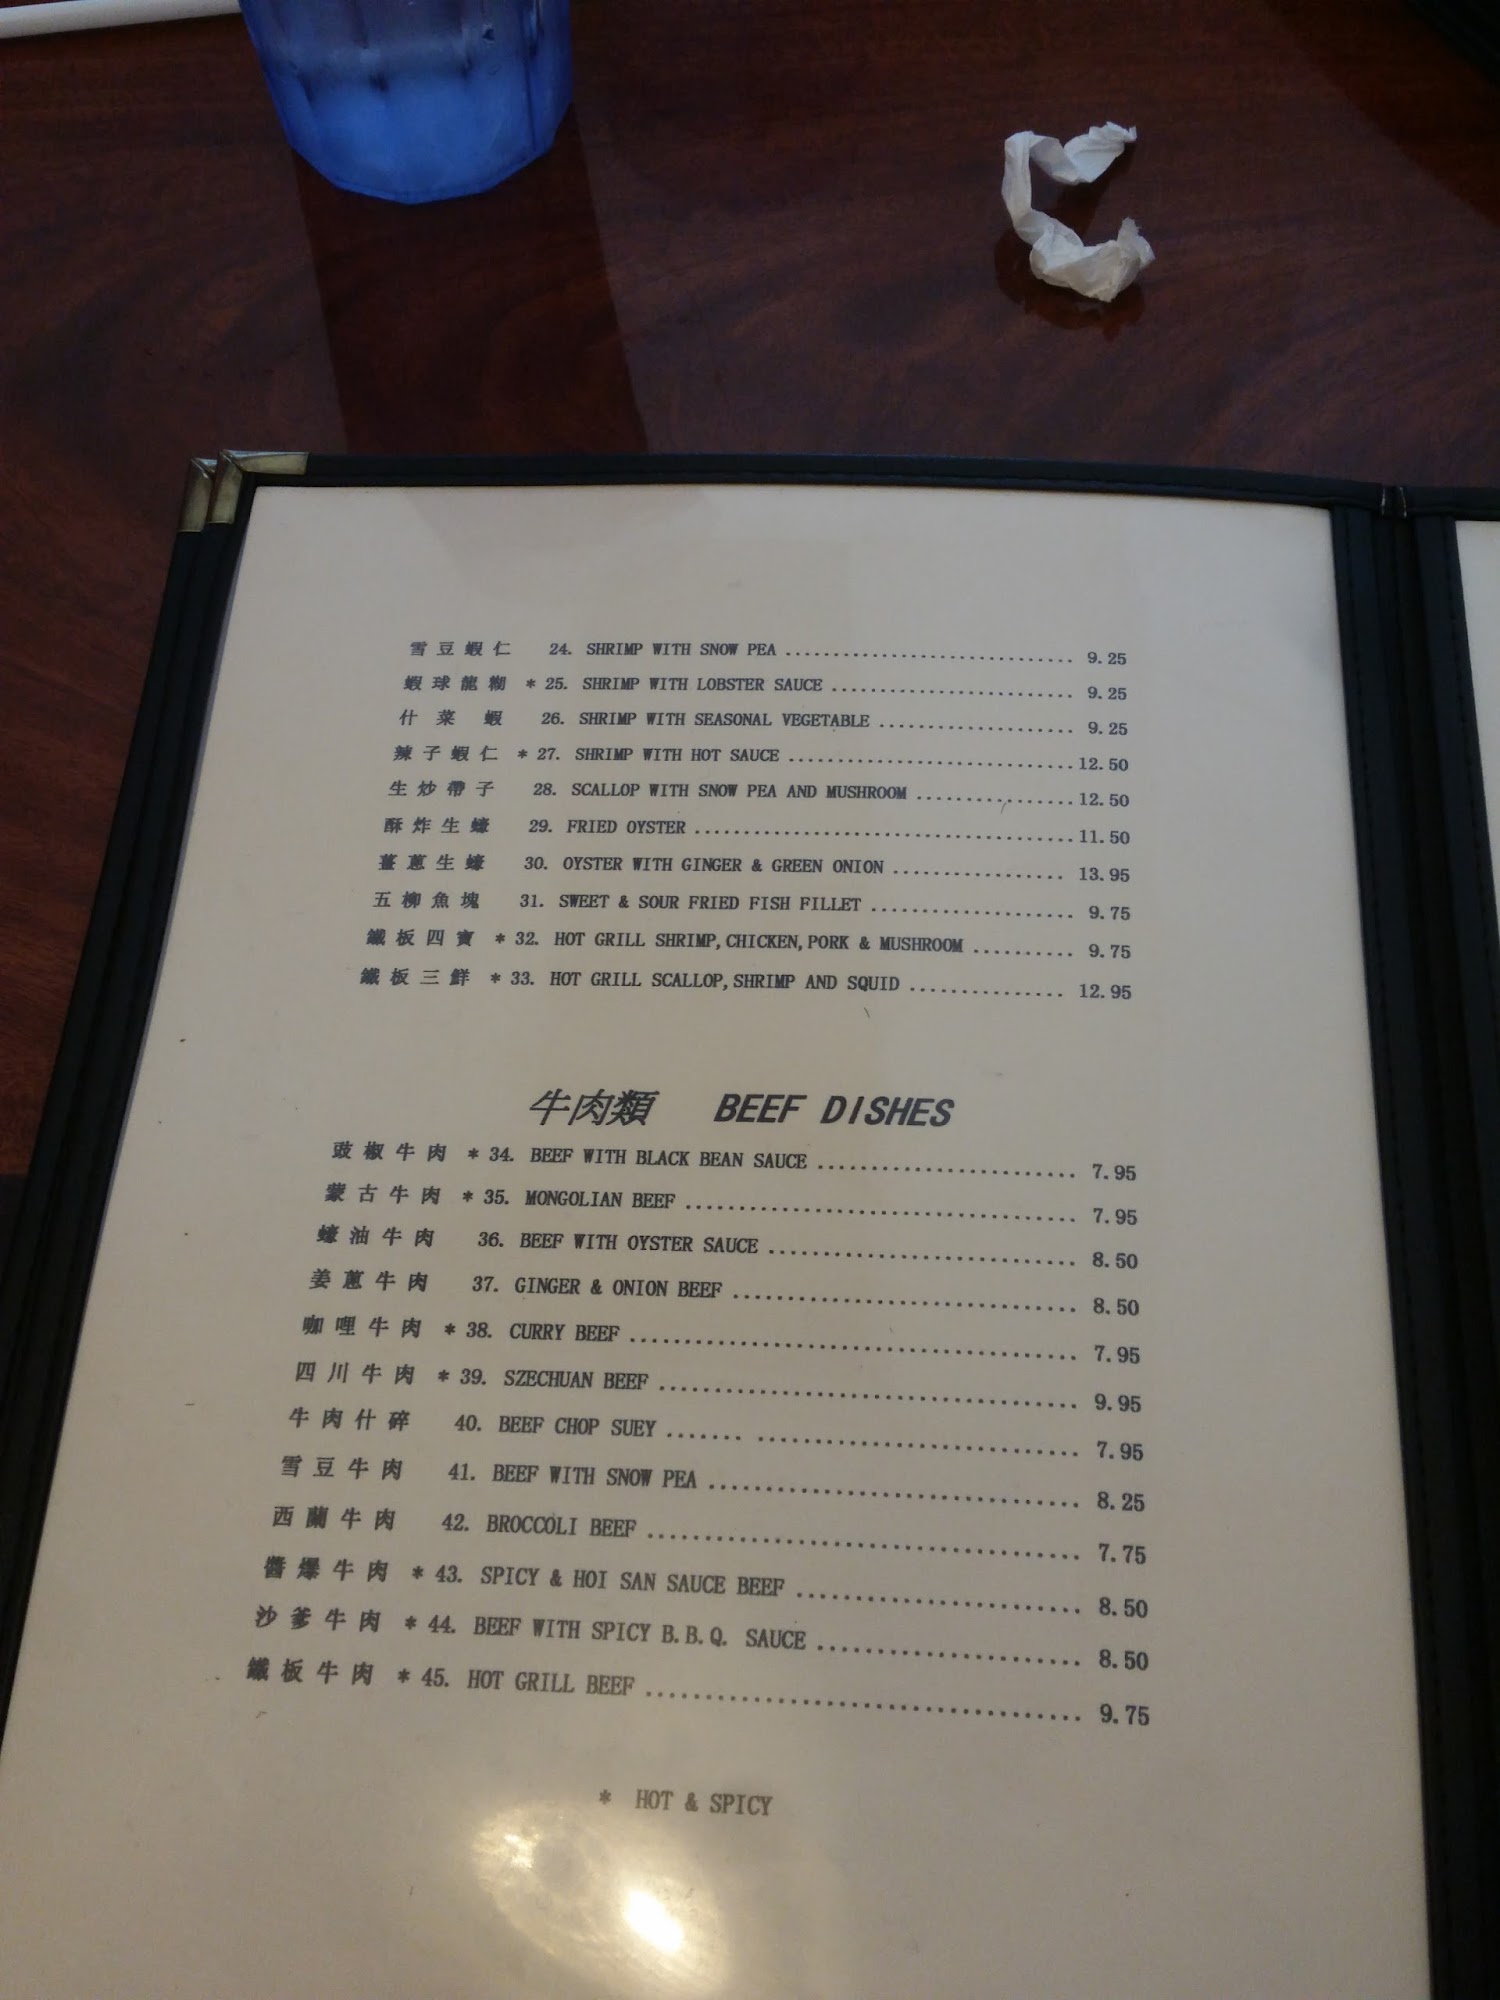 雪豆蝦仁 24. SHRIMP WITH SNOW PEA ............................ 9.25
蝦球龍糊 * 25. SHRIMP WITH LOBSTER SAUCE ........................ 9.25
什菜蝦 26. SHRIMP WITH SEASONAL VEGETABLE ................... 9.25
辣子蝦仁 * 27. SHRIMP WITH HOT SAUCE ............................ 12.50
生炒帶子 28. SCALLOP WITH SNOW PEA AND MUSHROOM ................ 12.50
酥炸生蠔 29. FRIED OYSTER ..................................... 11.50
薑蔥生蠔 30. OYSTER WITH GINGER & GREEN ONION ................. 13.95
五柳魚塊 31. SWEET & SOUR FRIED FISH FILLET .................... 9.75
鐵板四寶 * 32. HOT GRILL SHRIMP,CHICKEN,PORK & MUSHROOM .......... 9.75
鐵板三鮮 * 33. HOT GRILL SCALLOP,SHRIMP AND SQUID ............... 12.95
牛肉類 BEEF DISHES
豉椒牛肉 * 34. BEEF WITH BLACK BEAN SAUCE ........................ 7.95
蒙古牛肉 * 35. MONGOLIAN BEEF .................................... 7.95
蠔油牛肉 36. BEEF WITH OYSTER SAUCE ............................ 8.50
姜蔥牛肉 37. GINGER & ONION BEEF ............................... 8.50
咖哩牛肉 * 38. CURRY BEEF ........................................ 7.95
四川牛肉 * 39. SZECHUAN BEEF ..................................... 9.95
牛肉什碎 40. BEEF CHOP SUEY ....... ............................ 7.95
雪豆牛肉 41. BEEF WITH SNOW PEA ................................ 8.25
西蘭牛肉 42. BROCCOLI BEEF ..................................... 7.75
醬爆牛肉 * 43. SPICY & HOI SAN SAUCE BEEF ........................ 8.50
沙爹牛肉 * 44. BEEF WITH SPICY B.B.Q. SAUCE ...................... 8.50
鐵板牛肉 * 45. HOT GRILL BEEF .................................... 9.75
* HOT & SPICY